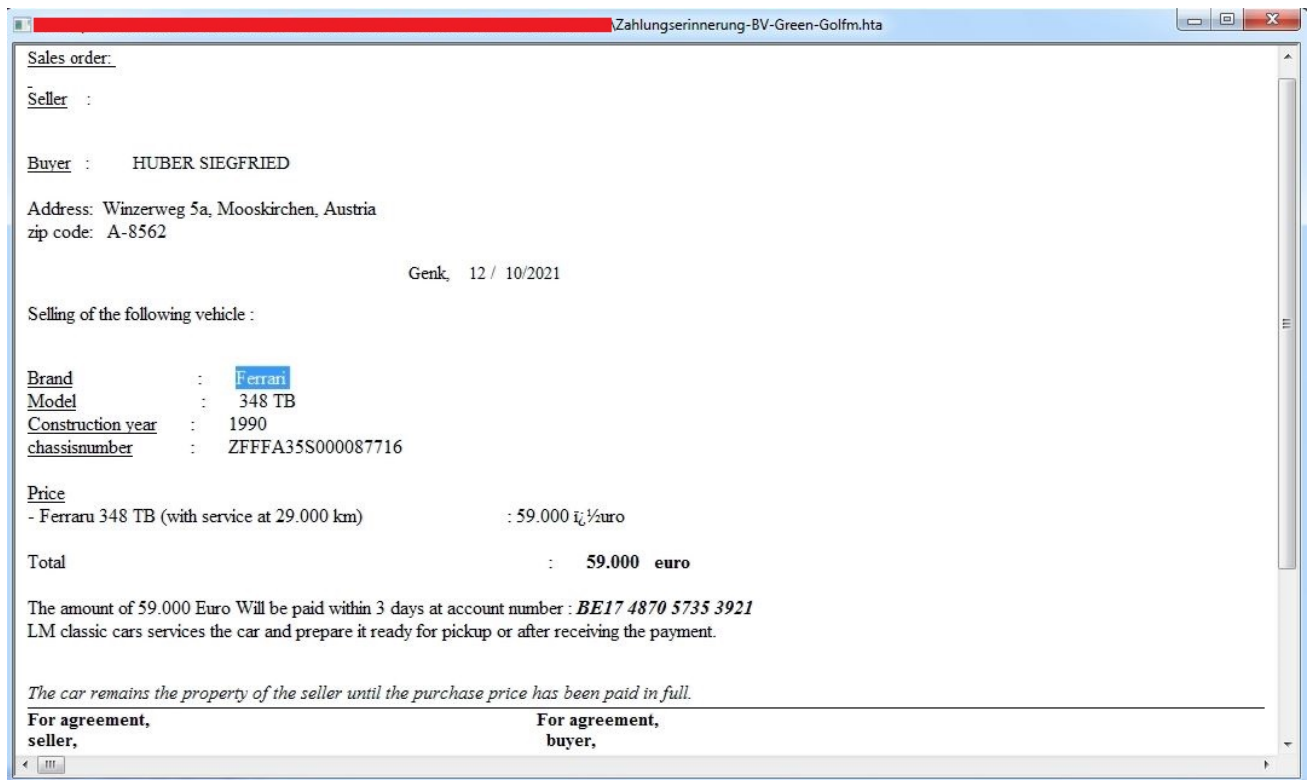 \Zahlungserinnerung-BV-Green-Golfm.hta
Sales order:
Seller :
Buyer : HUBER SIEGFRIED
Address: Winzerweg 5a, Mooskirchen, Austria
zip code: A-8562
Genk, 12 / 10/2021
Selling of the following vehicle :
Brand : Ferrari
Model : 348 TB
Construction year : 1990
chassisnumber : ZFFFA35S000087716
Price
- Ferraru 348 TB (with service at 29.000 km) : 59.000 ï¿½uro
Total : 59.000 euro
The amount of 59.000 Euro Will be paid within 3 days at account number : BE17 4870 5735 3921
LM classic cars services the car and prepare it ready for pickup or after receiving the payment.
The car remains the property of the seller until the purchase price has been paid in full.
For agreement, For agreement,
seller, buyer,